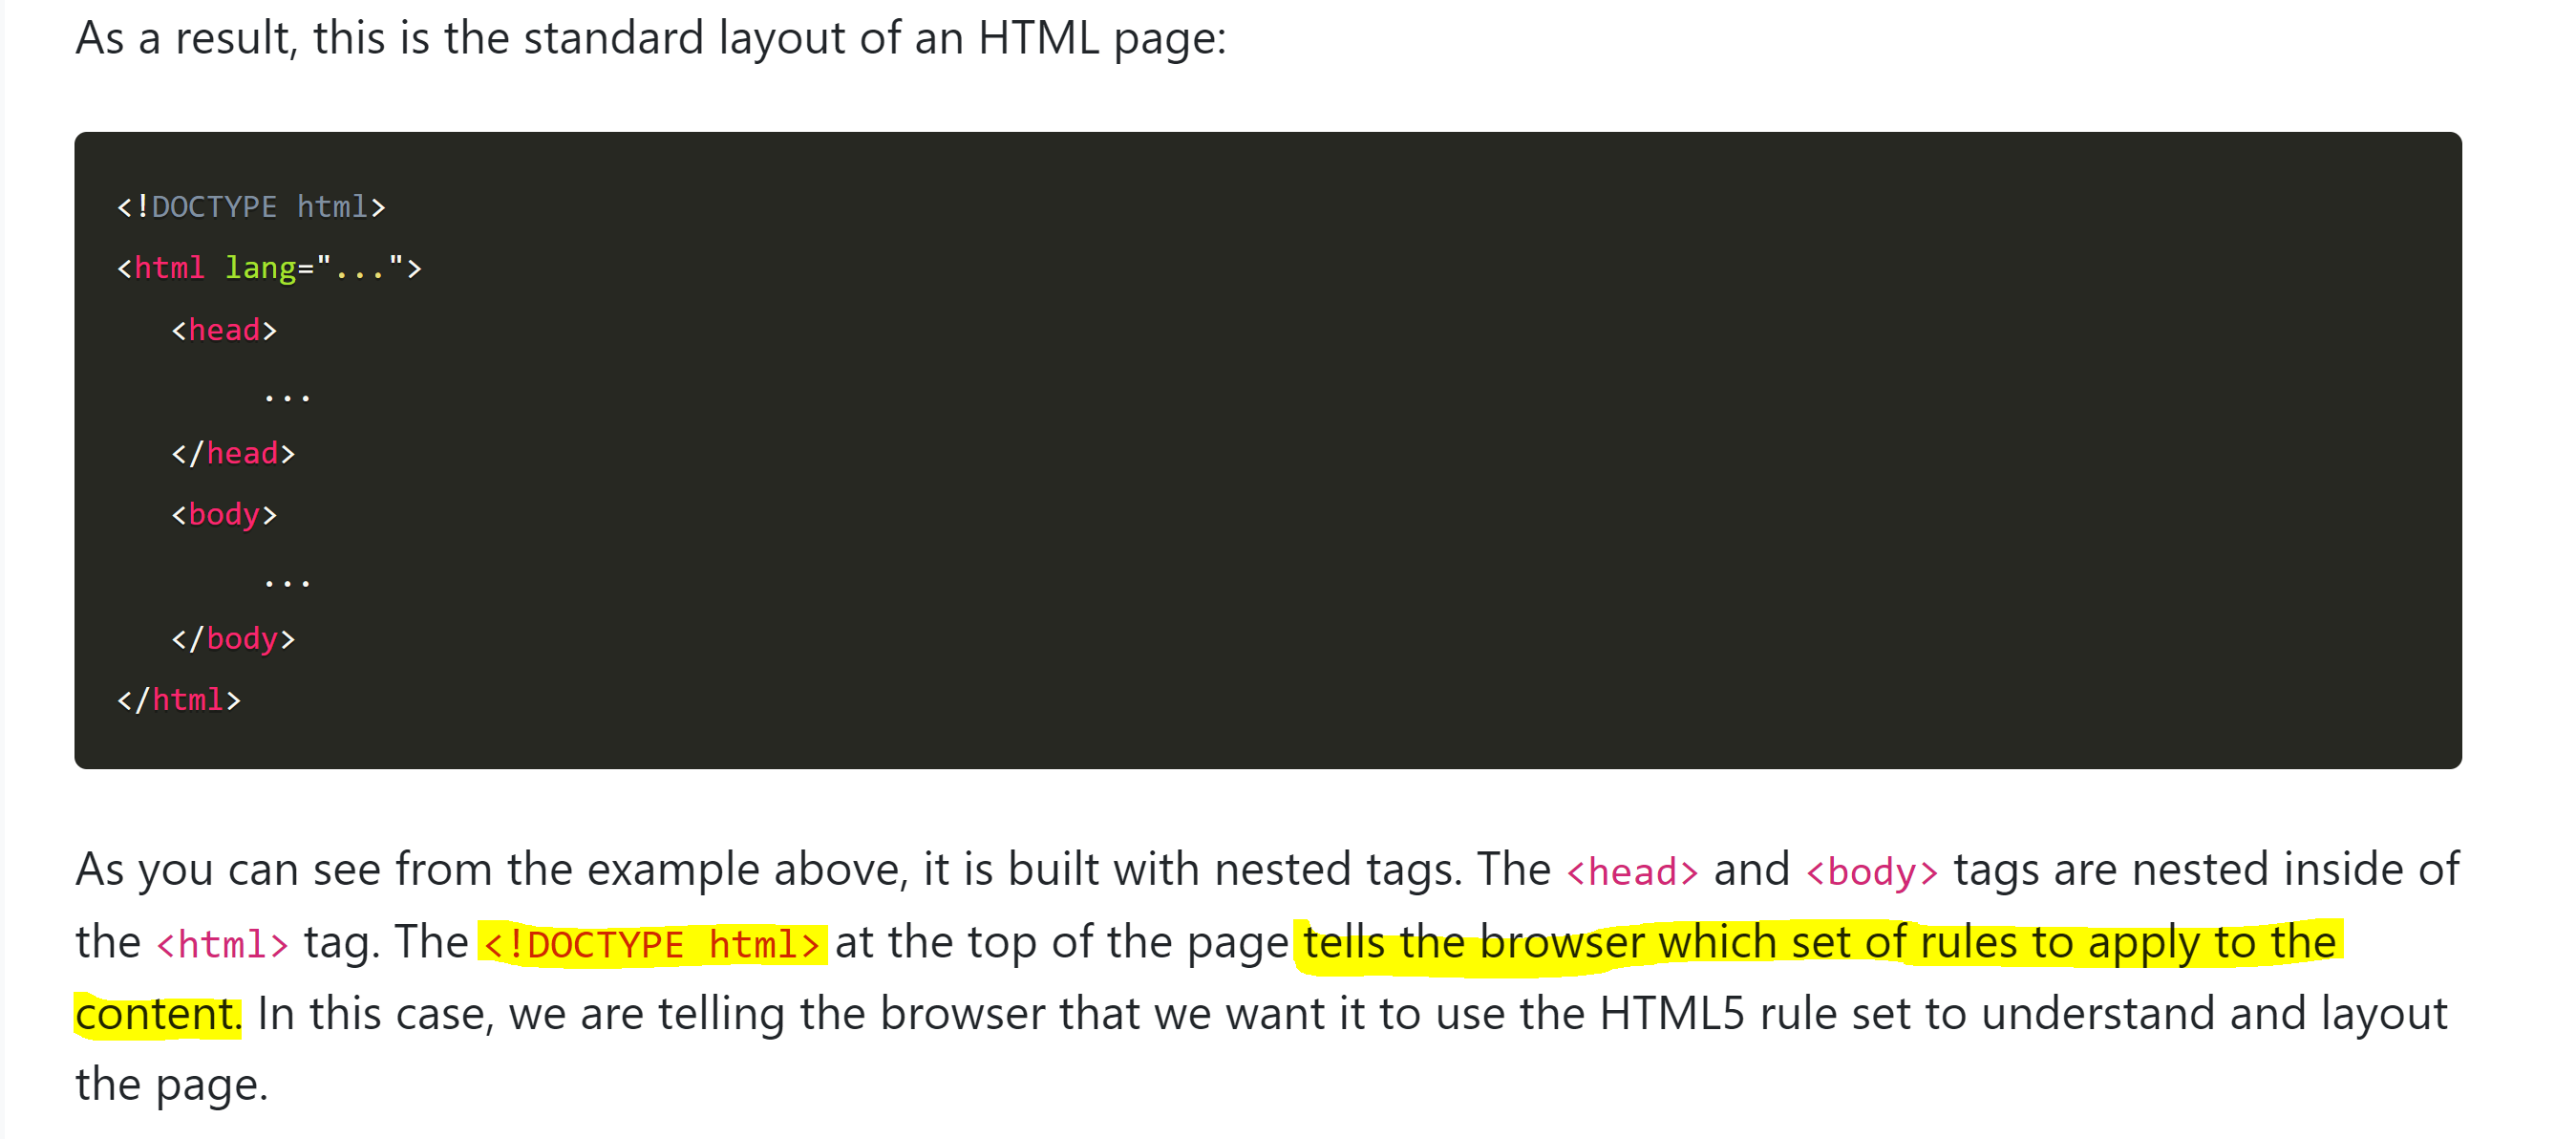 As a result, this is the standard layout of an HTML page:
<!DOCTYPE html>
<html lang="...">
<head>
...
</head>
<body>
...
</body>
</html>
As you can see from the example above, it is built with nested tags. The <head> and <body> tags are nested inside of
the <html> tag. The <!DOCTYPE html> at the top of the page tells the browser which set of rules to apply to the
content. In this case, we are telling the browser that we want it to use the HTML5 rule set to understand and layout
the page.